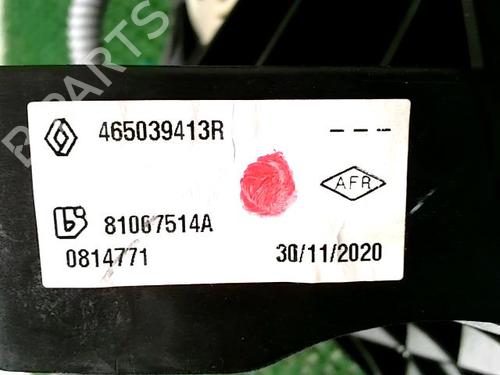 B-PARTS
465039413R
---
AFR
81067514A
0814771 30/11/2020